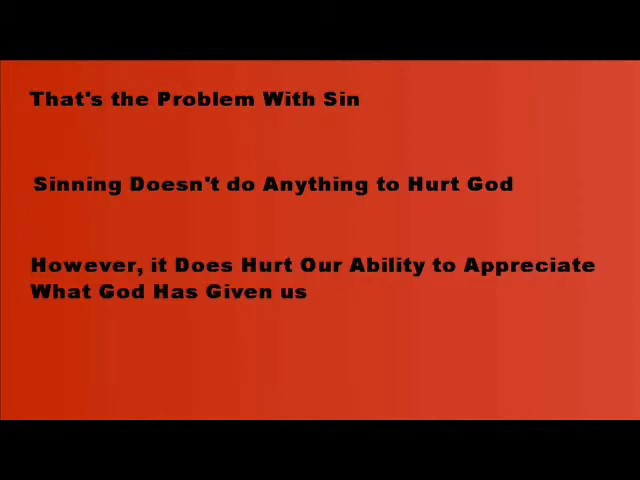 That's the Problem With Sin
Sinning Doesn't do Anything to Hurt God
However, it Does Hurt Our Ability to Appreciate
What God Has Given us